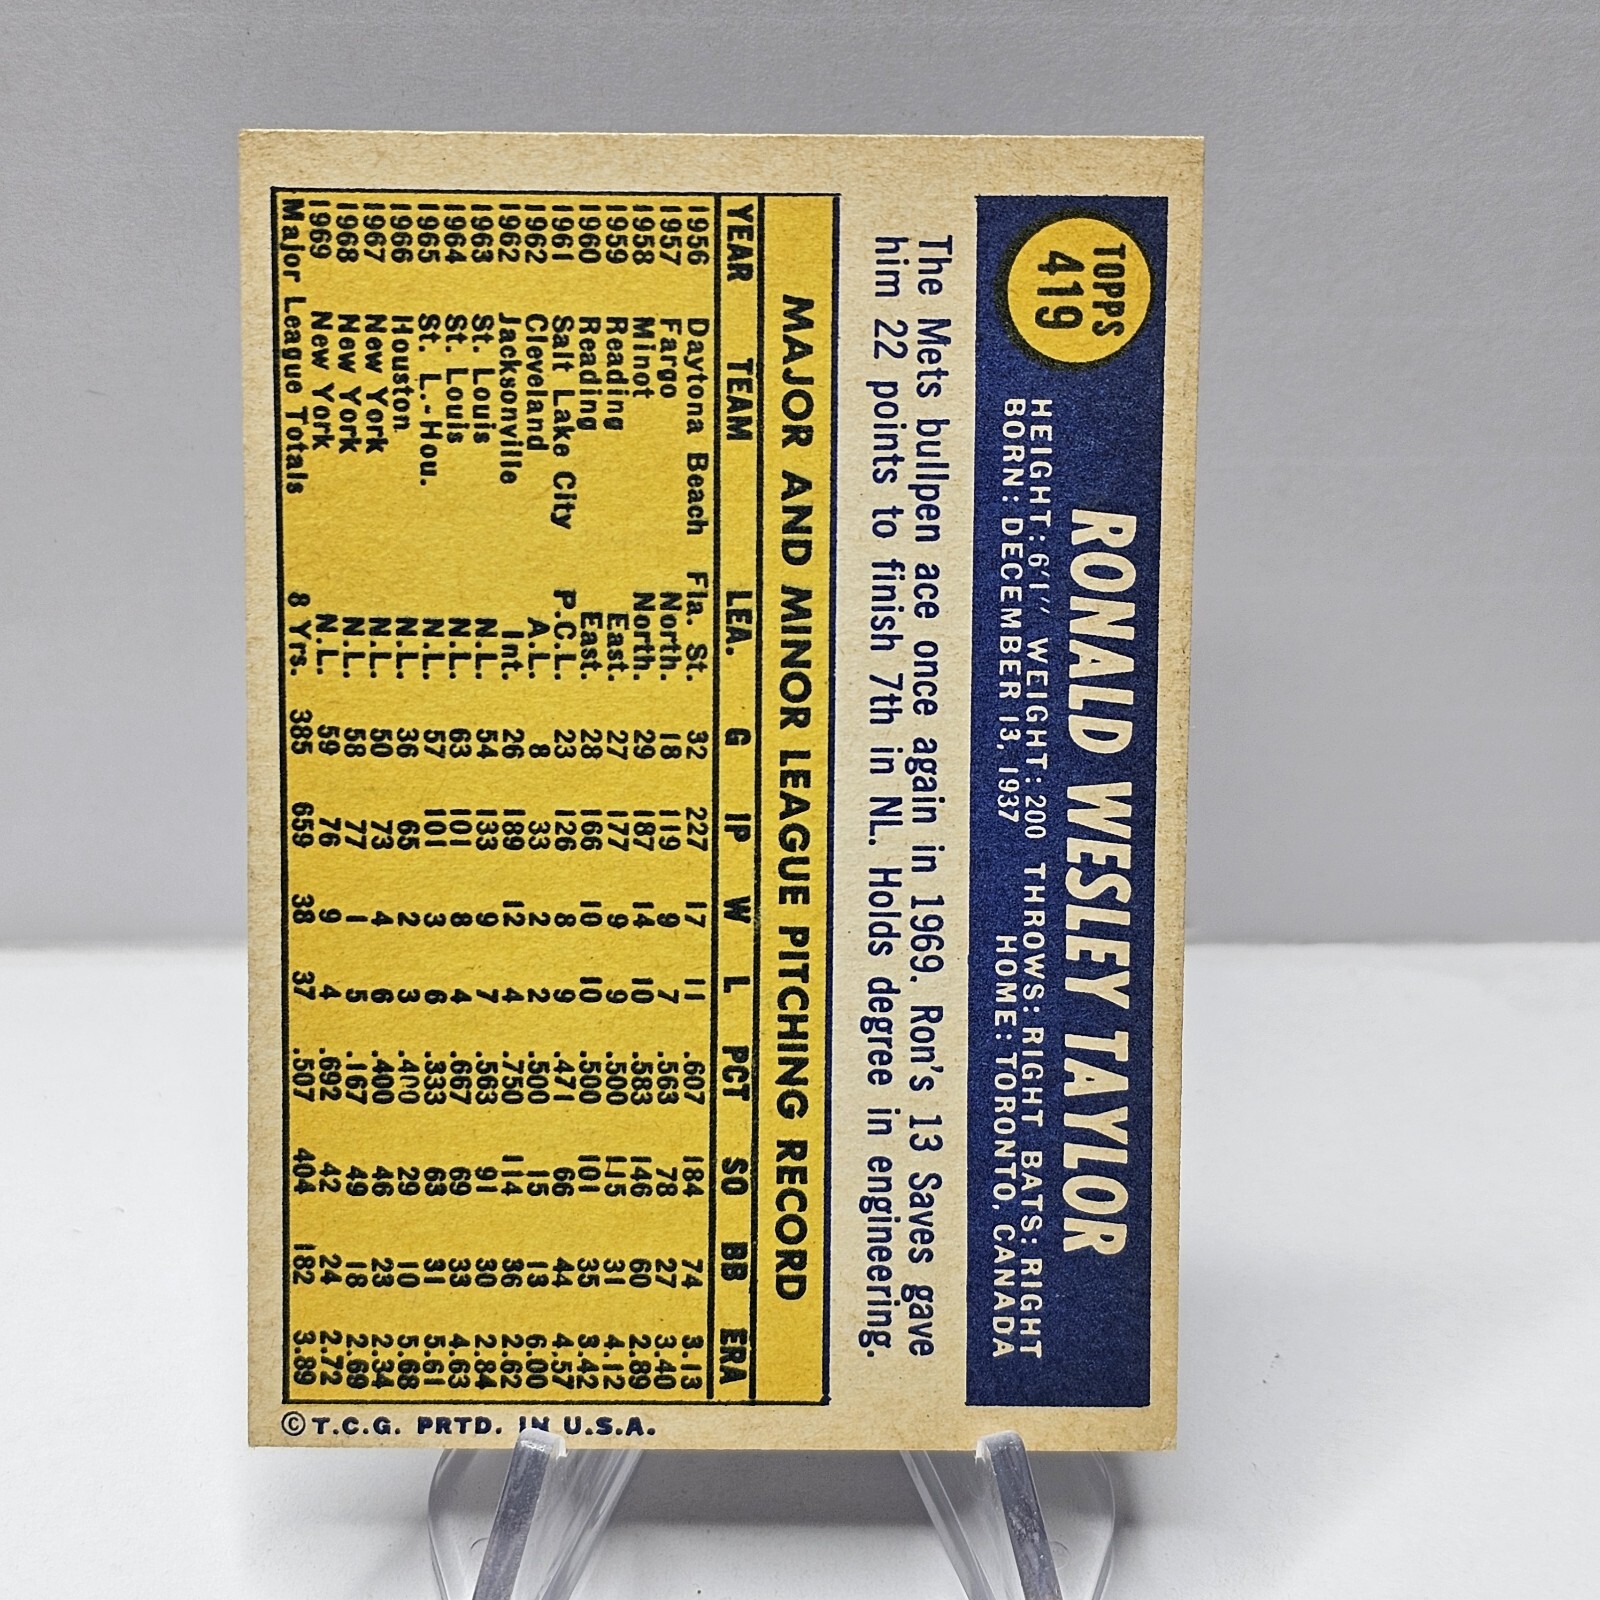 TOPPS
419
RONALD WESLEY TAYLOR
HEIGHT: 6'1" WEIGHT: 200 THROWS: RIGHT BATS: RIGHT
BORN: DECEMBER 13, 1937 HOME: TORONTO, CANADA
The Mets bullpen ace once again in 1969. Ron's 13 Saves gave
him 22 points to finish 7th in NL. Holds degree in engineering.
MAJOR AND MINOR LEAGUE PITCHING RECORD
YEAR TEAM LEA. G IP W L PCT SO BB ERA
1956 Daytona Beach Fla. St. 32 227 17 11 .607 184 74 3.13
1957 Fargo North. 18 119 9 7 .563 78 27 3.40
1958 Minot North. 29 187 14 10 .583 146 60 2.89
1959 Reading East. 27 177 9 9 .500 115 31 4.12
1960 Reading East. 28 166 10 10 .500 101 35 3.42
1961 Salt Lake City P.C.L. 23 126 8 9 .471 66 44 4.57
1962 Cleveland A.L. 8 33 2 2 .500 15 13 6.00
1962 Jacksonville Int. 26 189 12 4 .750 114 36 2.62
1963 St. Louis N.L. 54 133 9 7 .563 91 30 2.84
1964 St. Louis N.L. 63 101 8 4 .667 69 33 4.63
1965 St. L.-Hou. N.L. 57 101 3 6 .333 63 31 5.61
1966 Houston N.L. 36 65 2 3 .400 29 10 5.68
1967 New York N.L. 50 73 4 6 .400 46 23 2.34
1968 New York N.L. 58 77 1 5 .167 49 18 2.69
1969 New York N.L. 59 76 9 4 .692 42 24 2.72
Major League Totals 8 Yrs. 385 659 38 37 .507 404 182 3.89
© T.C.G. PRTD. IN U.S.A.